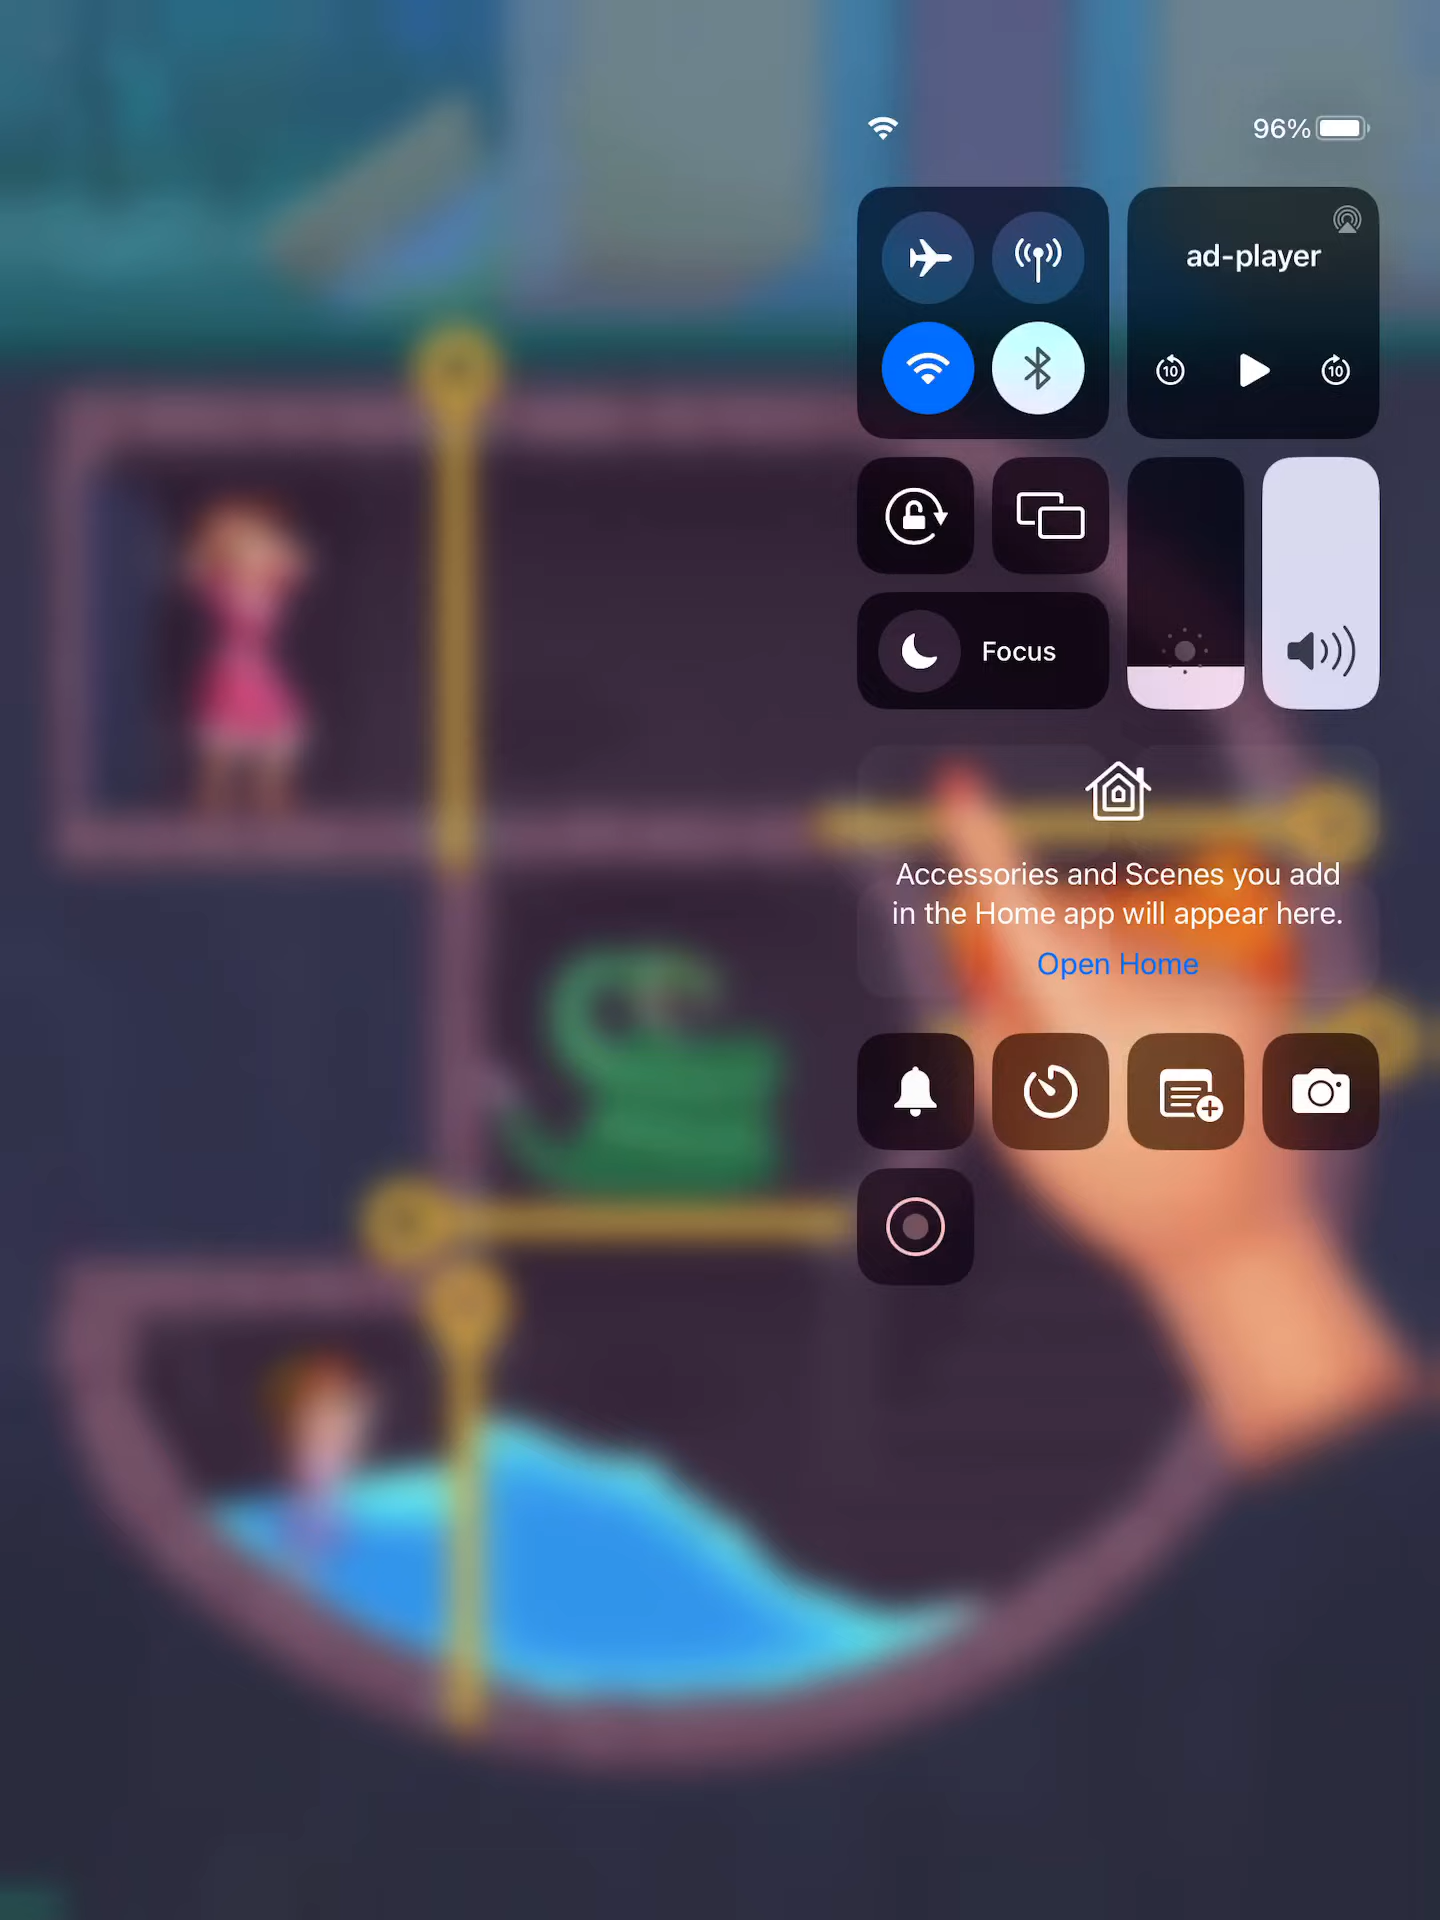 96%
ad-player
10
10
Focus
Accessories and Scenes you add
in the Home app will appear here.
Open Home